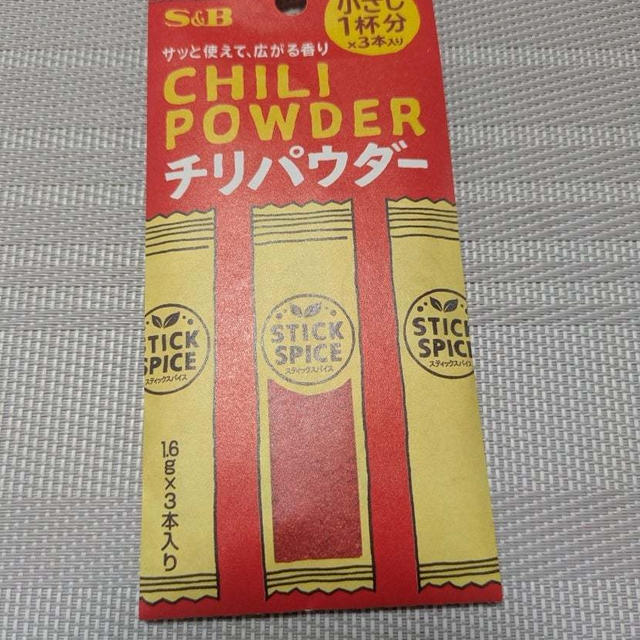 S&B
小さじ
1杯分
×3本入り
サッと使えて、広がる香り
CHILI
POWDER
チリパウダー
STICK
SPICE
スティックスパイス
STICK
SPICE
スティックスパイス
STICK
SPICE
スティックスパイス
1.6g×3本入り